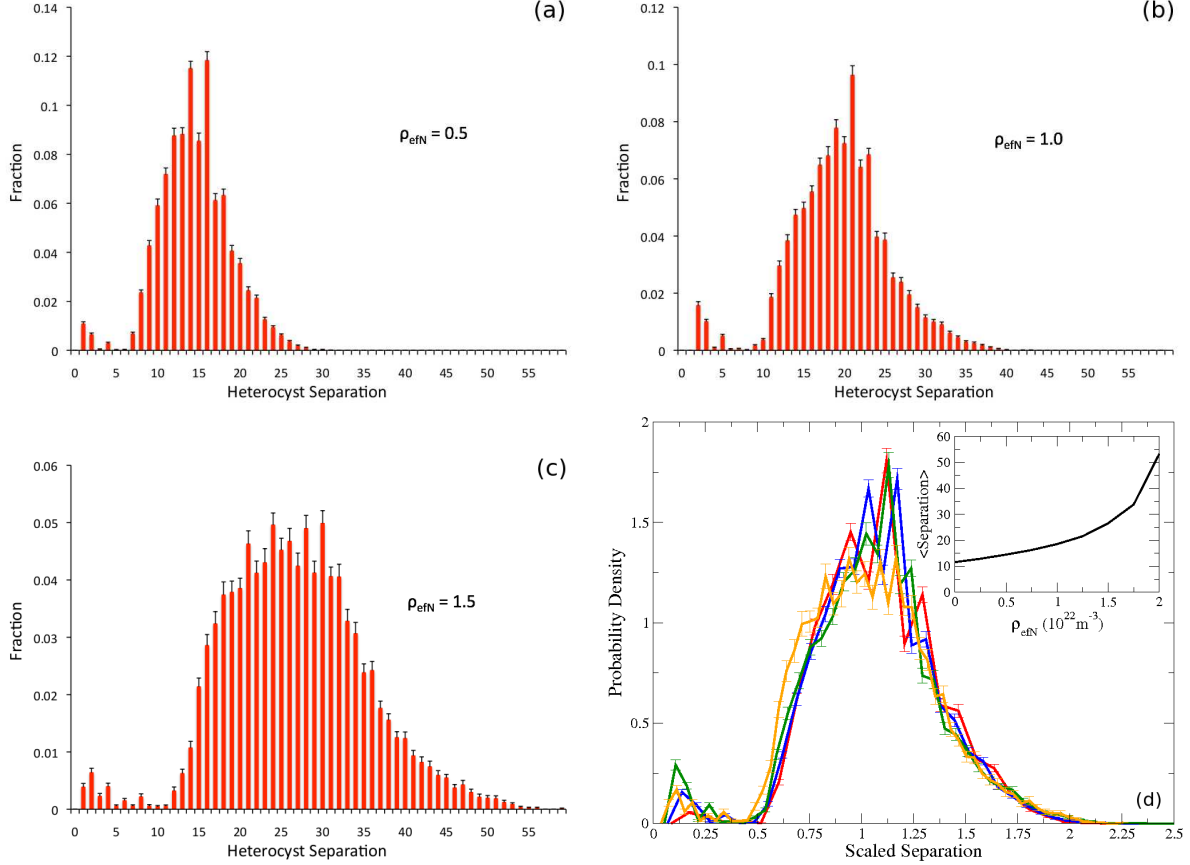 (a)
0.14
0.12
0.1
0.08
0.06
0.04
0.02
0
Fraction
ρefN = 0.5
0 5 10 15 20 25 30 35 40 45 50 55
Heterocyst Separation
(b)
0.12
0.1
0.08
0.06
0.04
0.02
0
Fraction
ρefN = 1.0
0 5 10 15 20 25 30 35 40 45 50 55
Heterocyst Separation
(c)
0.06
0.05
0.04
0.03
0.02
0.01
0
Fraction
ρefN = 1.5
0 5 10 15 20 25 30 35 40 45 50 55
Heterocyst Separation
2
1.5
1
0.5
0
Probability Density
60
50
40
30
20
10
0
<Separation>
0 0.5 1 1.5 2
ρefN (10²²m⁻³)
(d)
0 0.25 0.5 0.75 1 1.25 1.5 1.75 2 2.25 2.5
Scaled Separation